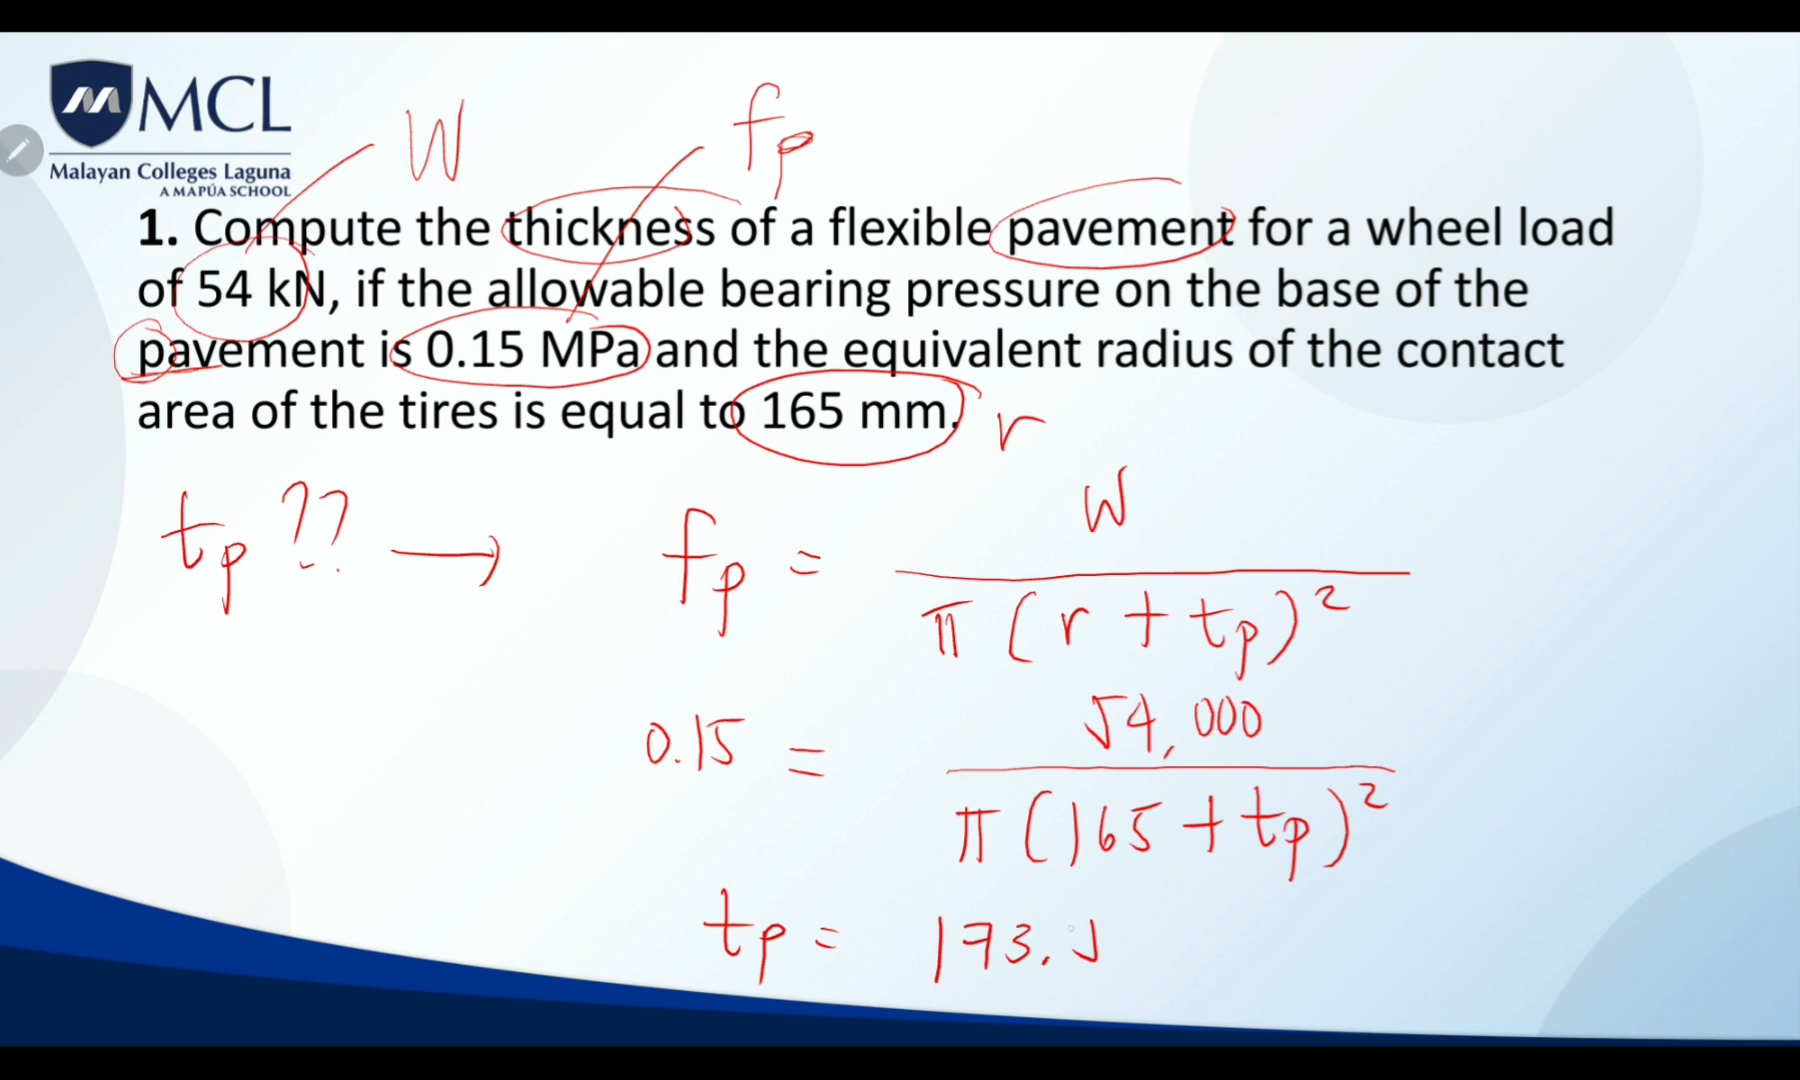 MCL
Malayan Colleges Laguna
A MAPÚA SCHOOL
W
fp
1. Compute the thickness of a flexible pavement for a wheel load
of 54 kN, if the allowable bearing pressure on the base of the
pavement is 0.15 MPa and the equivalent radius of the contact
area of the tires is equal to 165 mm.
r
tp ?? → fp = W
π (r + tp)²
0.15 = 54,000
π (165 + tp)²
tp = 173.